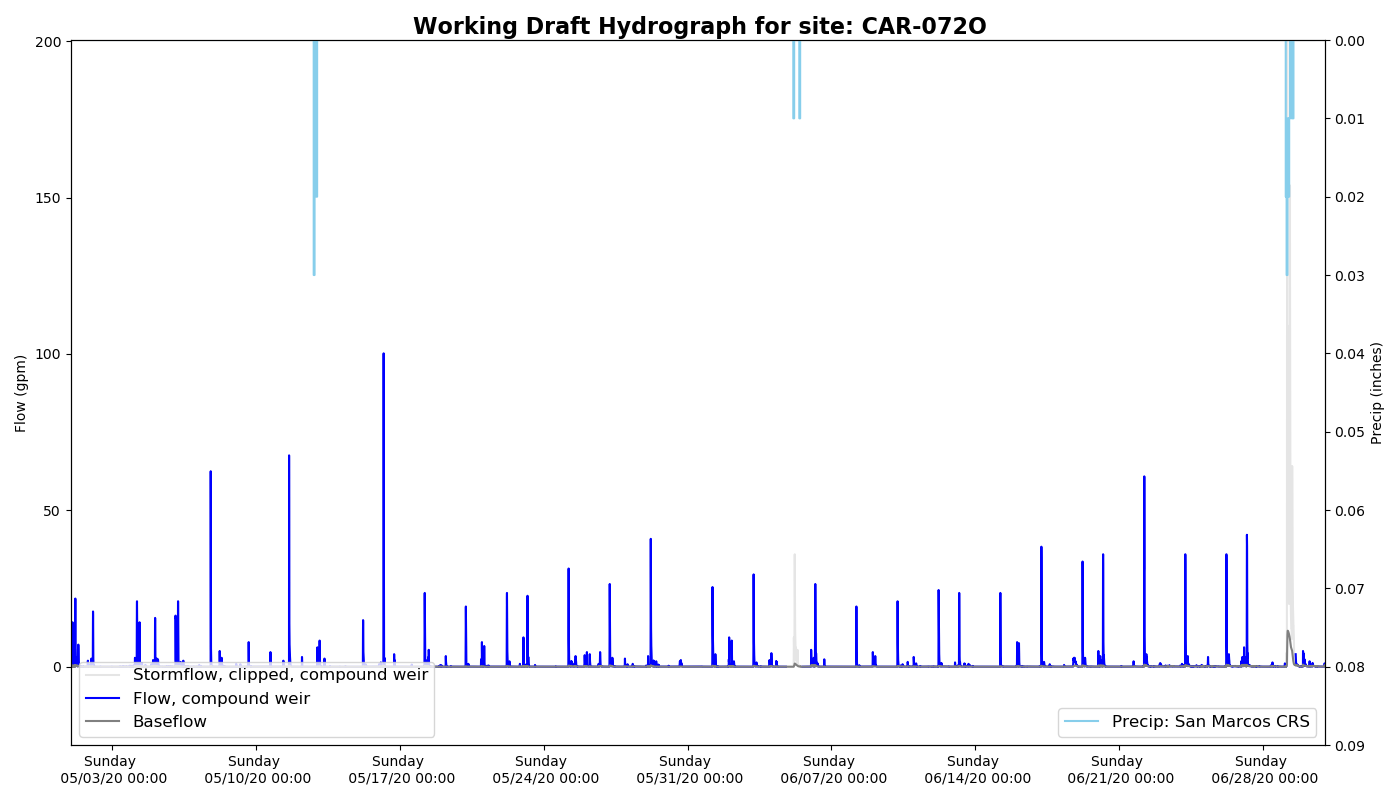 Working Draft Hydrograph for site: CAR-072O
200
150
100
50
0
Flow (gpm)
0.00
0.01
0.02
0.03
0.04
0.05
0.06
0.07
0.08
0.09
Precip (inches)
Stormflow, clipped, compound weir
Flow, compound weir
Baseflow
Precip: San Marcos CRS
Sunday
05/03/20 00:00
Sunday
05/10/20 00:00
Sunday
05/17/20 00:00
Sunday
05/24/20 00:00
Sunday
05/31/20 00:00
Sunday
06/07/20 00:00
Sunday
06/14/20 00:00
Sunday
06/21/20 00:00
Sunday
06/28/20 00:00